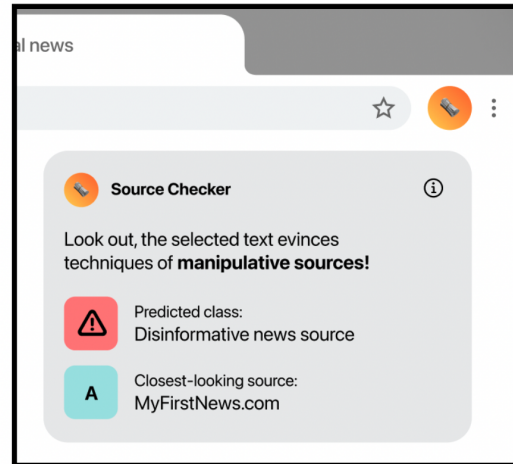 al news
Source Checker
Look out, the selected text evinces
techniques of manipulative sources!
Predicted class:
Disinformative news source
A
Closest-looking source:
MyFirstNews.com